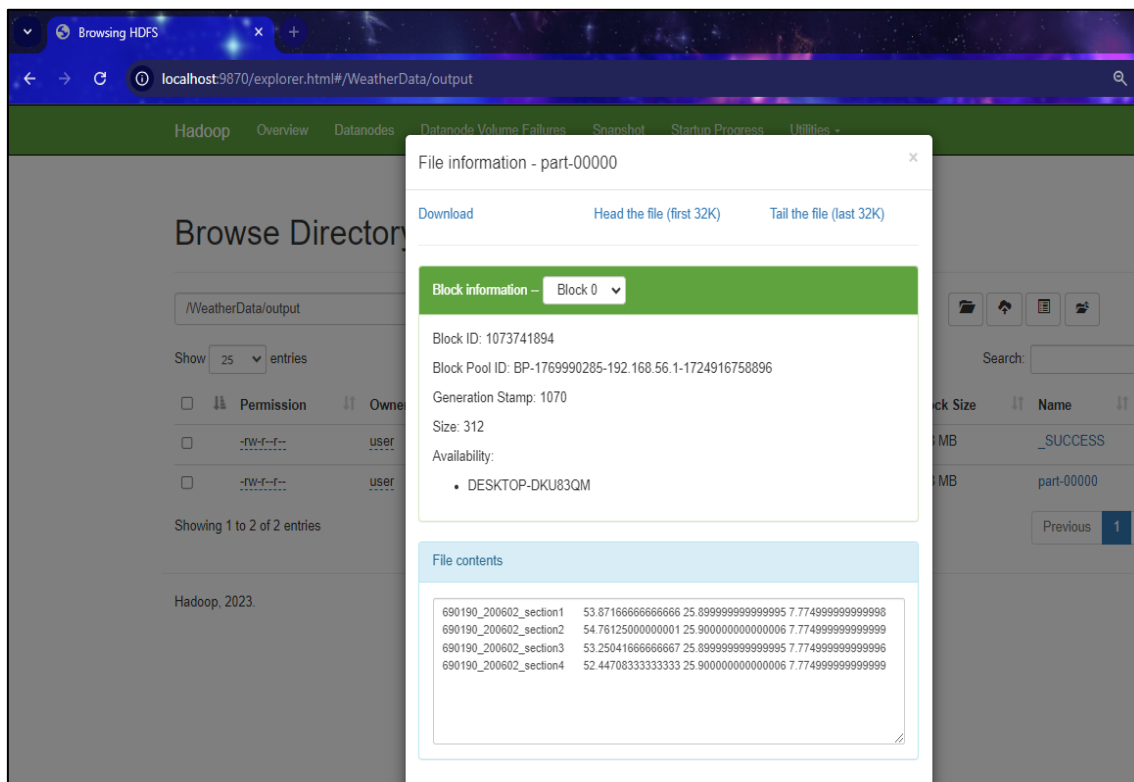 Browsing HDFS
localhost:9870/explorer.html#/WeatherData/output
Hadoop Overview Datanodes Datanode Volume Failures Snapshot Startup Progress Utilities
File information - part-00000
Download Head the file (first 32K) Tail the file (last 32K)
Browse Directory
Block information -- Block 0
/WeatherData/output
Block ID: 1073741894
Show 25 entries
Search:
Block Pool ID: BP-1769990285-192.168.56.1-1724916758896
Generation Stamp: 1070
Permission Owne
ck Size Name
Size: 312
-rw-r--r-- user
MB _SUCCESS
Availability:
DESKTOP-DKU83QM
-rw-r--r-- user
MB part-00000
Showing 1 to 2 of 2 entries
Previous 1
File contents
Hadoop, 2023.
690190_200602_section1 53.87166666666666 25.899999999999995 7.774999999999998
690190_200602_section2 54.76125000000001 25.900000000000006 7.774999999999999
690190_200602_section3 53.25041666666667 25.899999999999995 7.774999999999996
690190_200602_section4 52.44708333333333 25.900000000000006 7.774999999999999